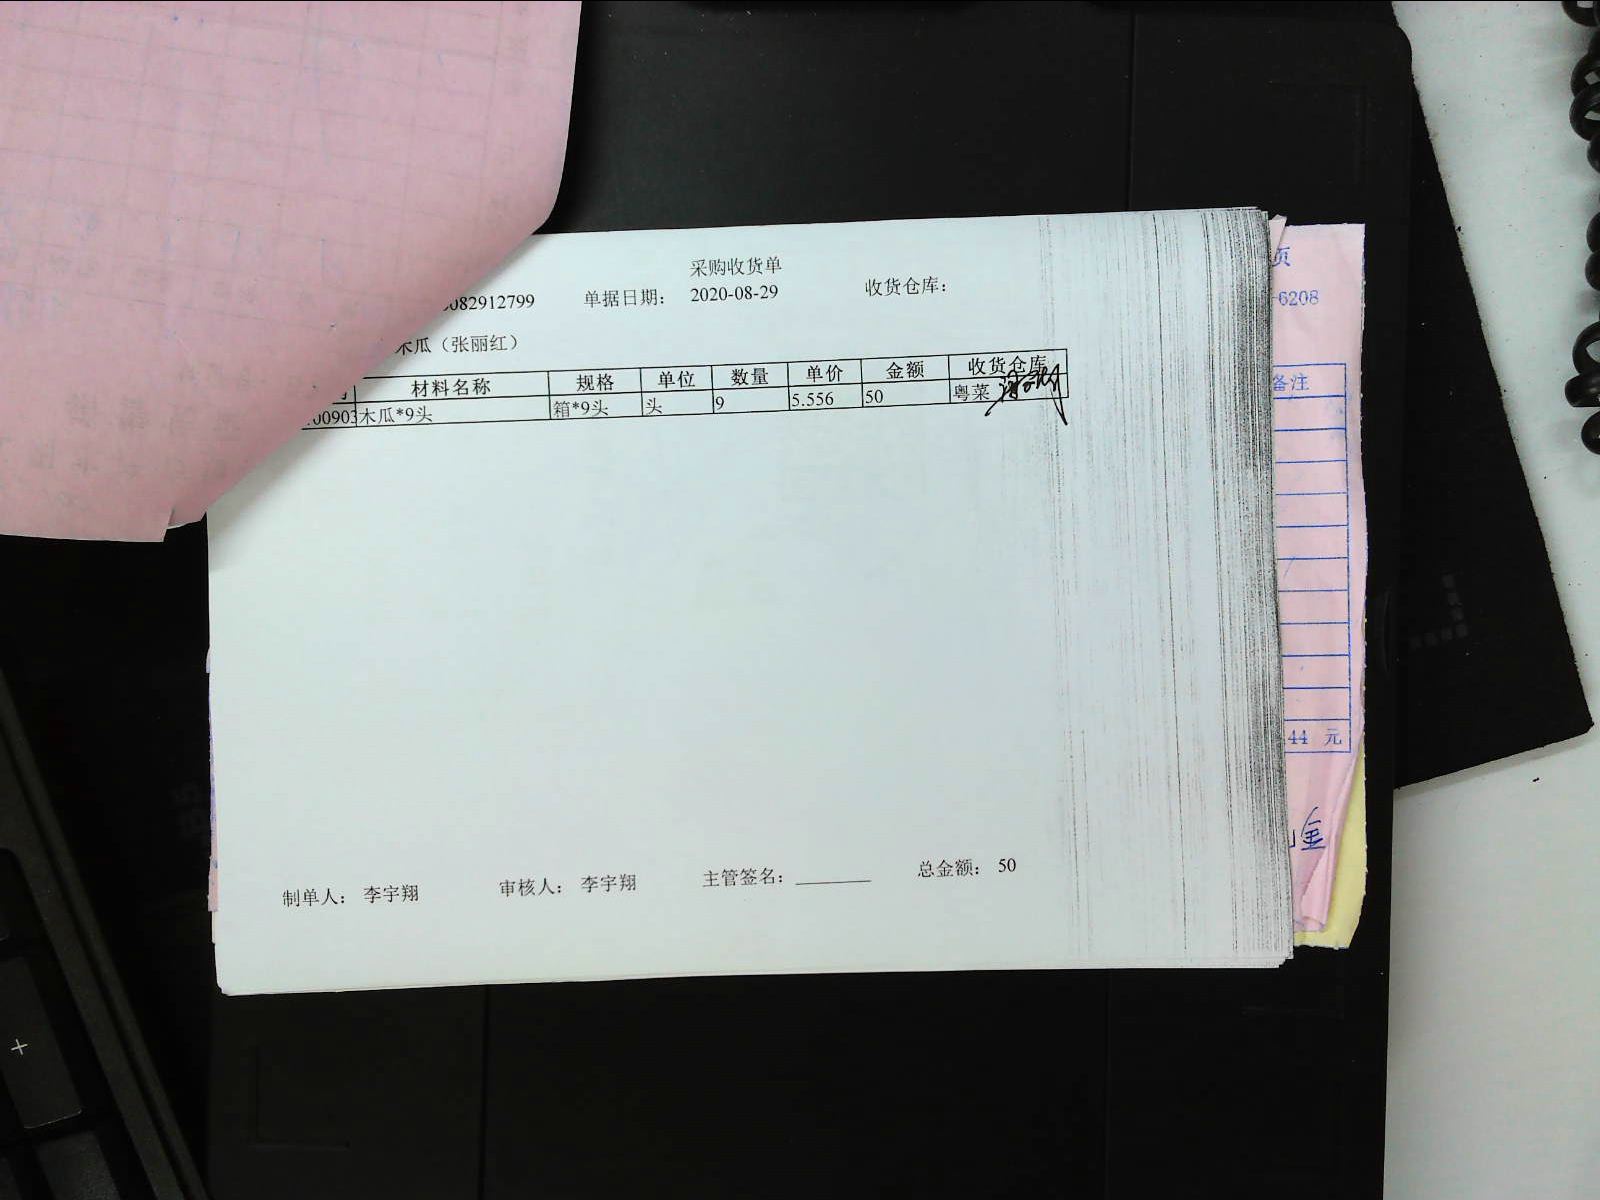 采购收货单
082912799 单据日期： 2020-08-29 收货仓库：
木瓜（张丽红）
材料名称 规格 单位 数量 单价 金额 收货仓库
00903 木瓜*9头 箱*9头 头 9 5.556 50 粤菜
制单人： 李宇翔 审核人： 李宇翔 主管签名： 总金额： 50
页
6208
备注
44 元
金
+